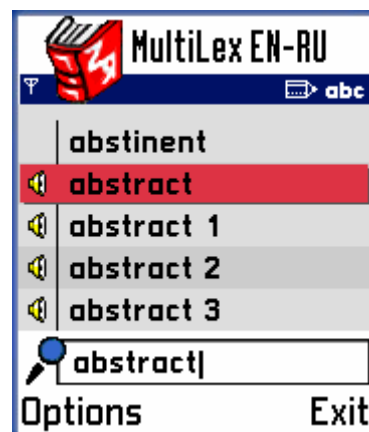 MultiLex EN-RU
abc
abstinent
abstract
abstract 1
abstract 2
abstract 3
abstract
Options Exit